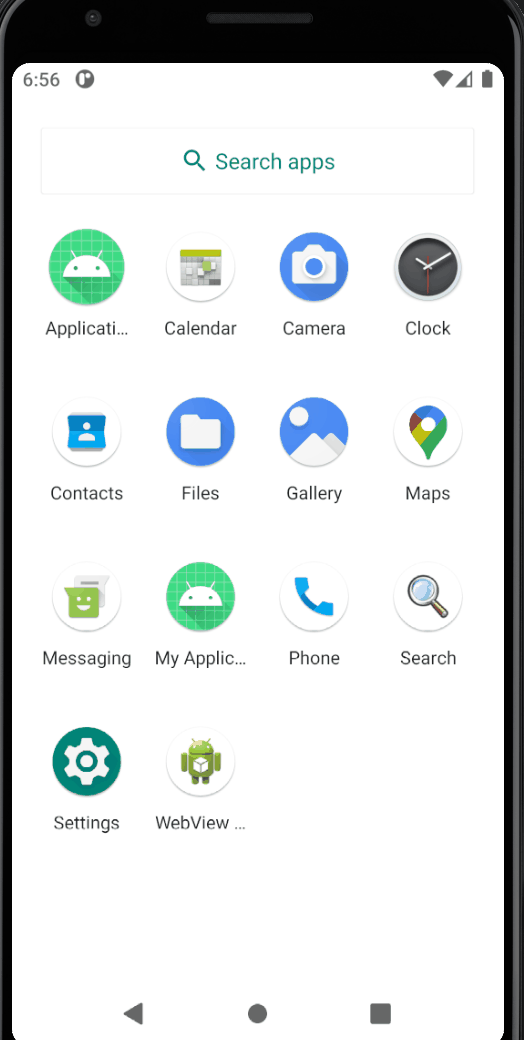 6:56
Search apps
Applicati...
Calendar
Camera
Clock
Contacts
Files
Gallery
Maps
Messaging
My Applic...
Phone
Search
Settings
WebView ...